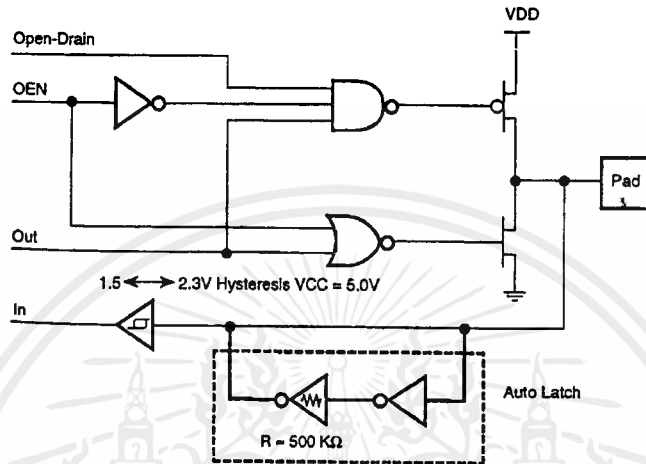 VDD
Open-Drain
OEN
Pad
Out
1.5 ↔ 2.3V Hysteresis VCC = 5.0V
In
Auto Latch
R = 500 KΩ